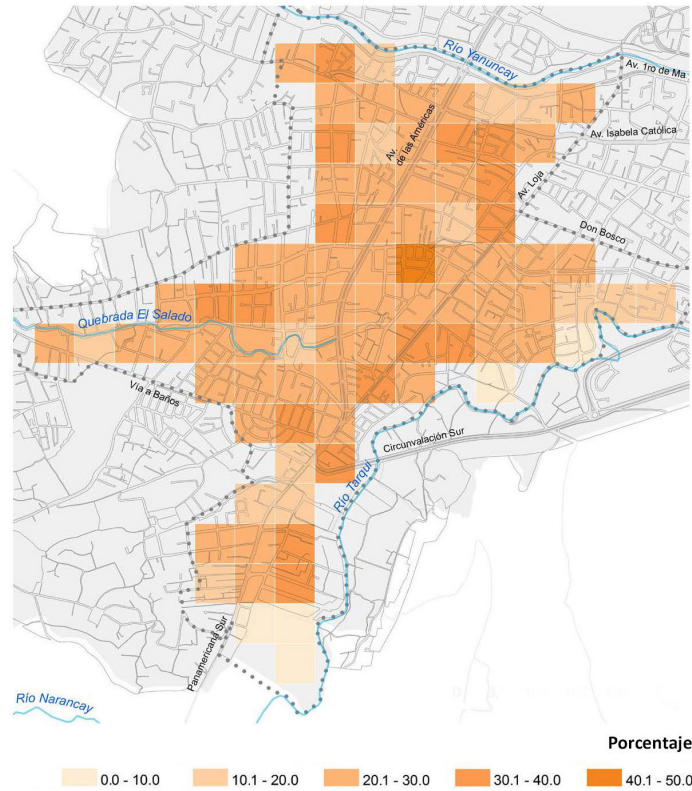 Río Yanuncay
Av. 1ro de Ma
Av. Isabela Católica
Av.
de las Américas
Av. Loja
Don Bosco
Quebrada El Salado
Vía a Baños
Circunvalación Sur
Río Tarqui
Panamericana Sur
Río Narancay
Porcentaje
0.0 - 10.0
10.1 - 20.0
20.1 - 30.0
30.1 - 40.0
40.1 - 50.0